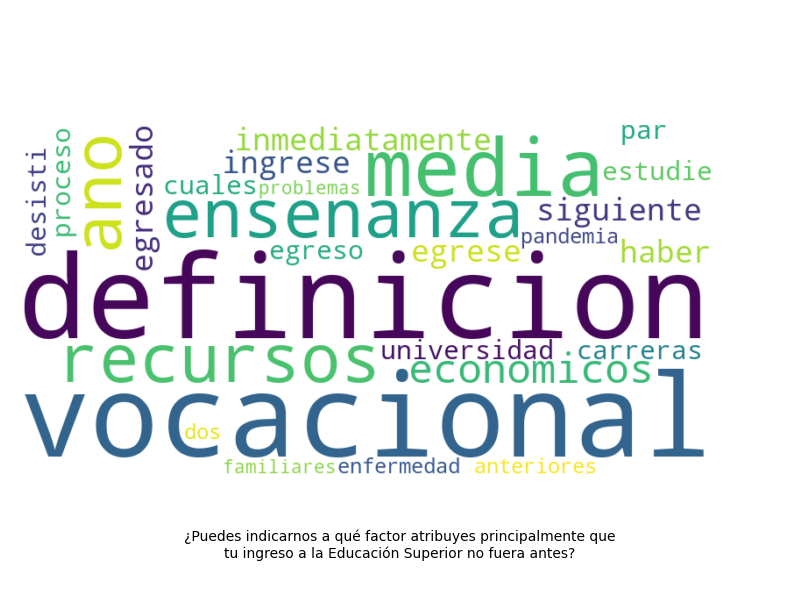 inmediatamente
par
ingrese
media
estudie
cuales
problemas
desisti
proceso
ano
egresado
ensenanza
siguiente
pandemia
egreso
egrese
haber
definicion
recursos
universidad
carreras
economicos
vocacional
dos
familiares
enfermedad
anteriores
¿Puedes indicarnos a qué factor atribuyes principalmente que
tu ingreso a la Educación Superior no fuera antes?